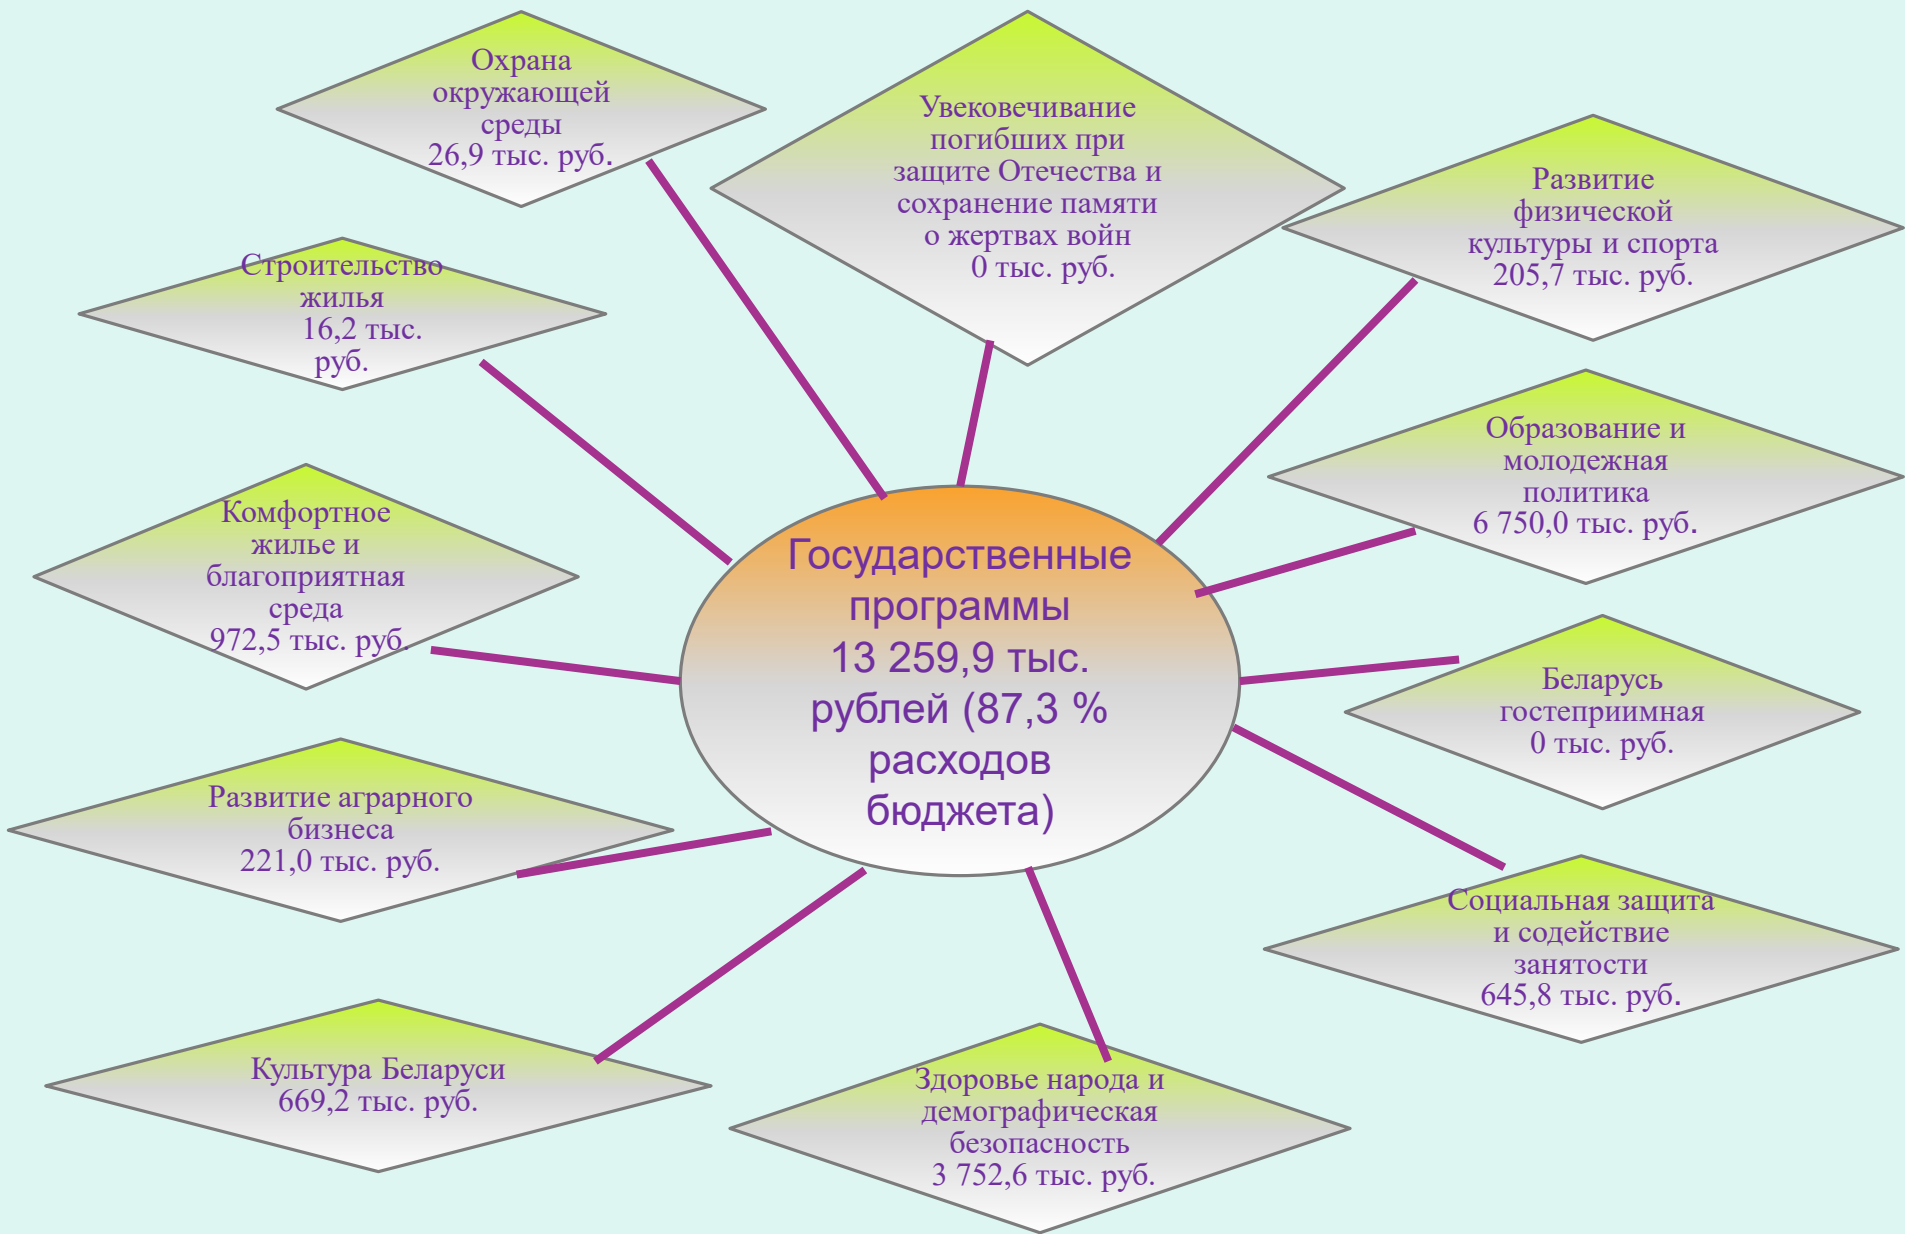 Охрана
окружающей
среды
26,9 тыс. руб.
Увековечивание
погибших при
защите Отечества и
сохранение памяти
о жертвах войн
0 тыс. руб.
Развитие
физической
культуры и спорта
205,7 тыс. руб.
Строительство
жилья
16,2 тыс.
руб.
Образование и
молодежная
политика
6 750,0 тыс. руб.
Комфортное
жилье и
благоприятная
среда
972,5 тыс. руб.
Государственные
программы
13 259,9 тыс.
рублей (87,3 %
расходов
бюджета)
Беларусь
гостеприимная
0 тыс. руб.
Развитие аграрного
бизнеса
221,0 тыс. руб.
Социальная защита
и содействие
занятости
645,8 тыс. руб.
Культура Беларуси
669,2 тыс. руб.
Здоровье народа и
демографическая
безопасность
3 752,6 тыс. руб.